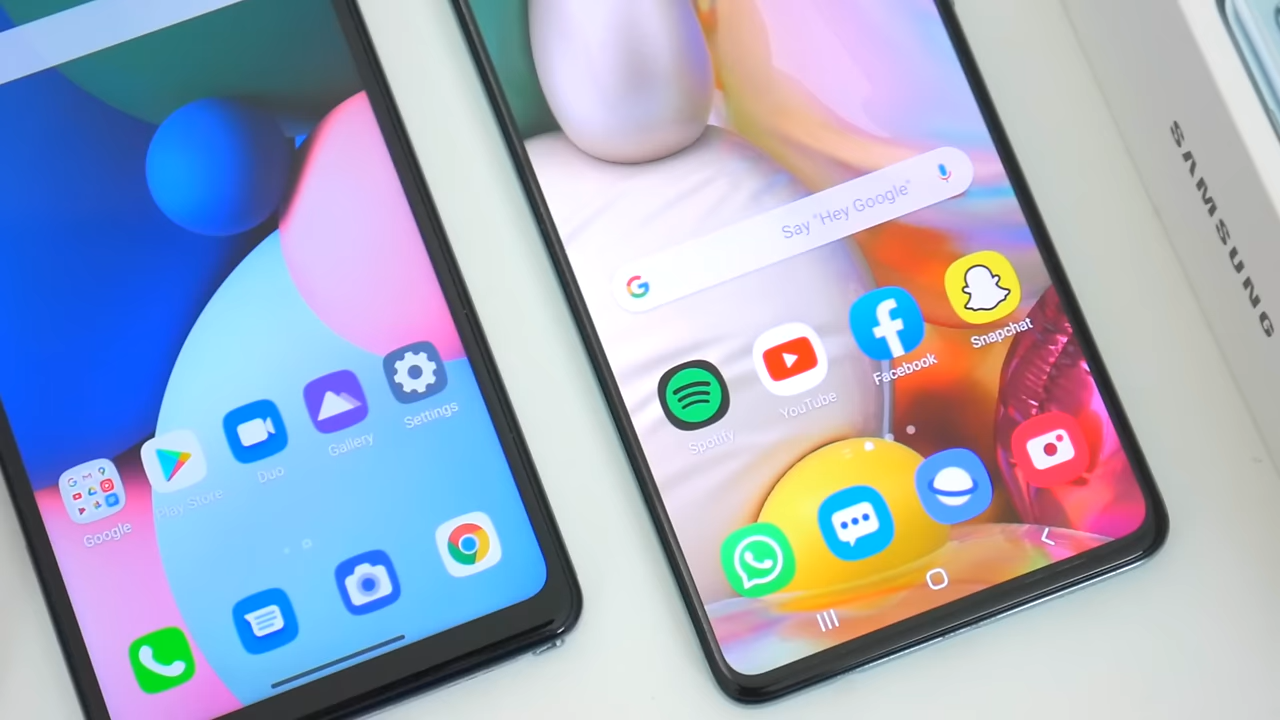 Google
Play Store
Duo
Gallery
Settings
G
Say "Hey Google"
Spotify
YouTube
Facebook
Snapchat
SAMSUNG